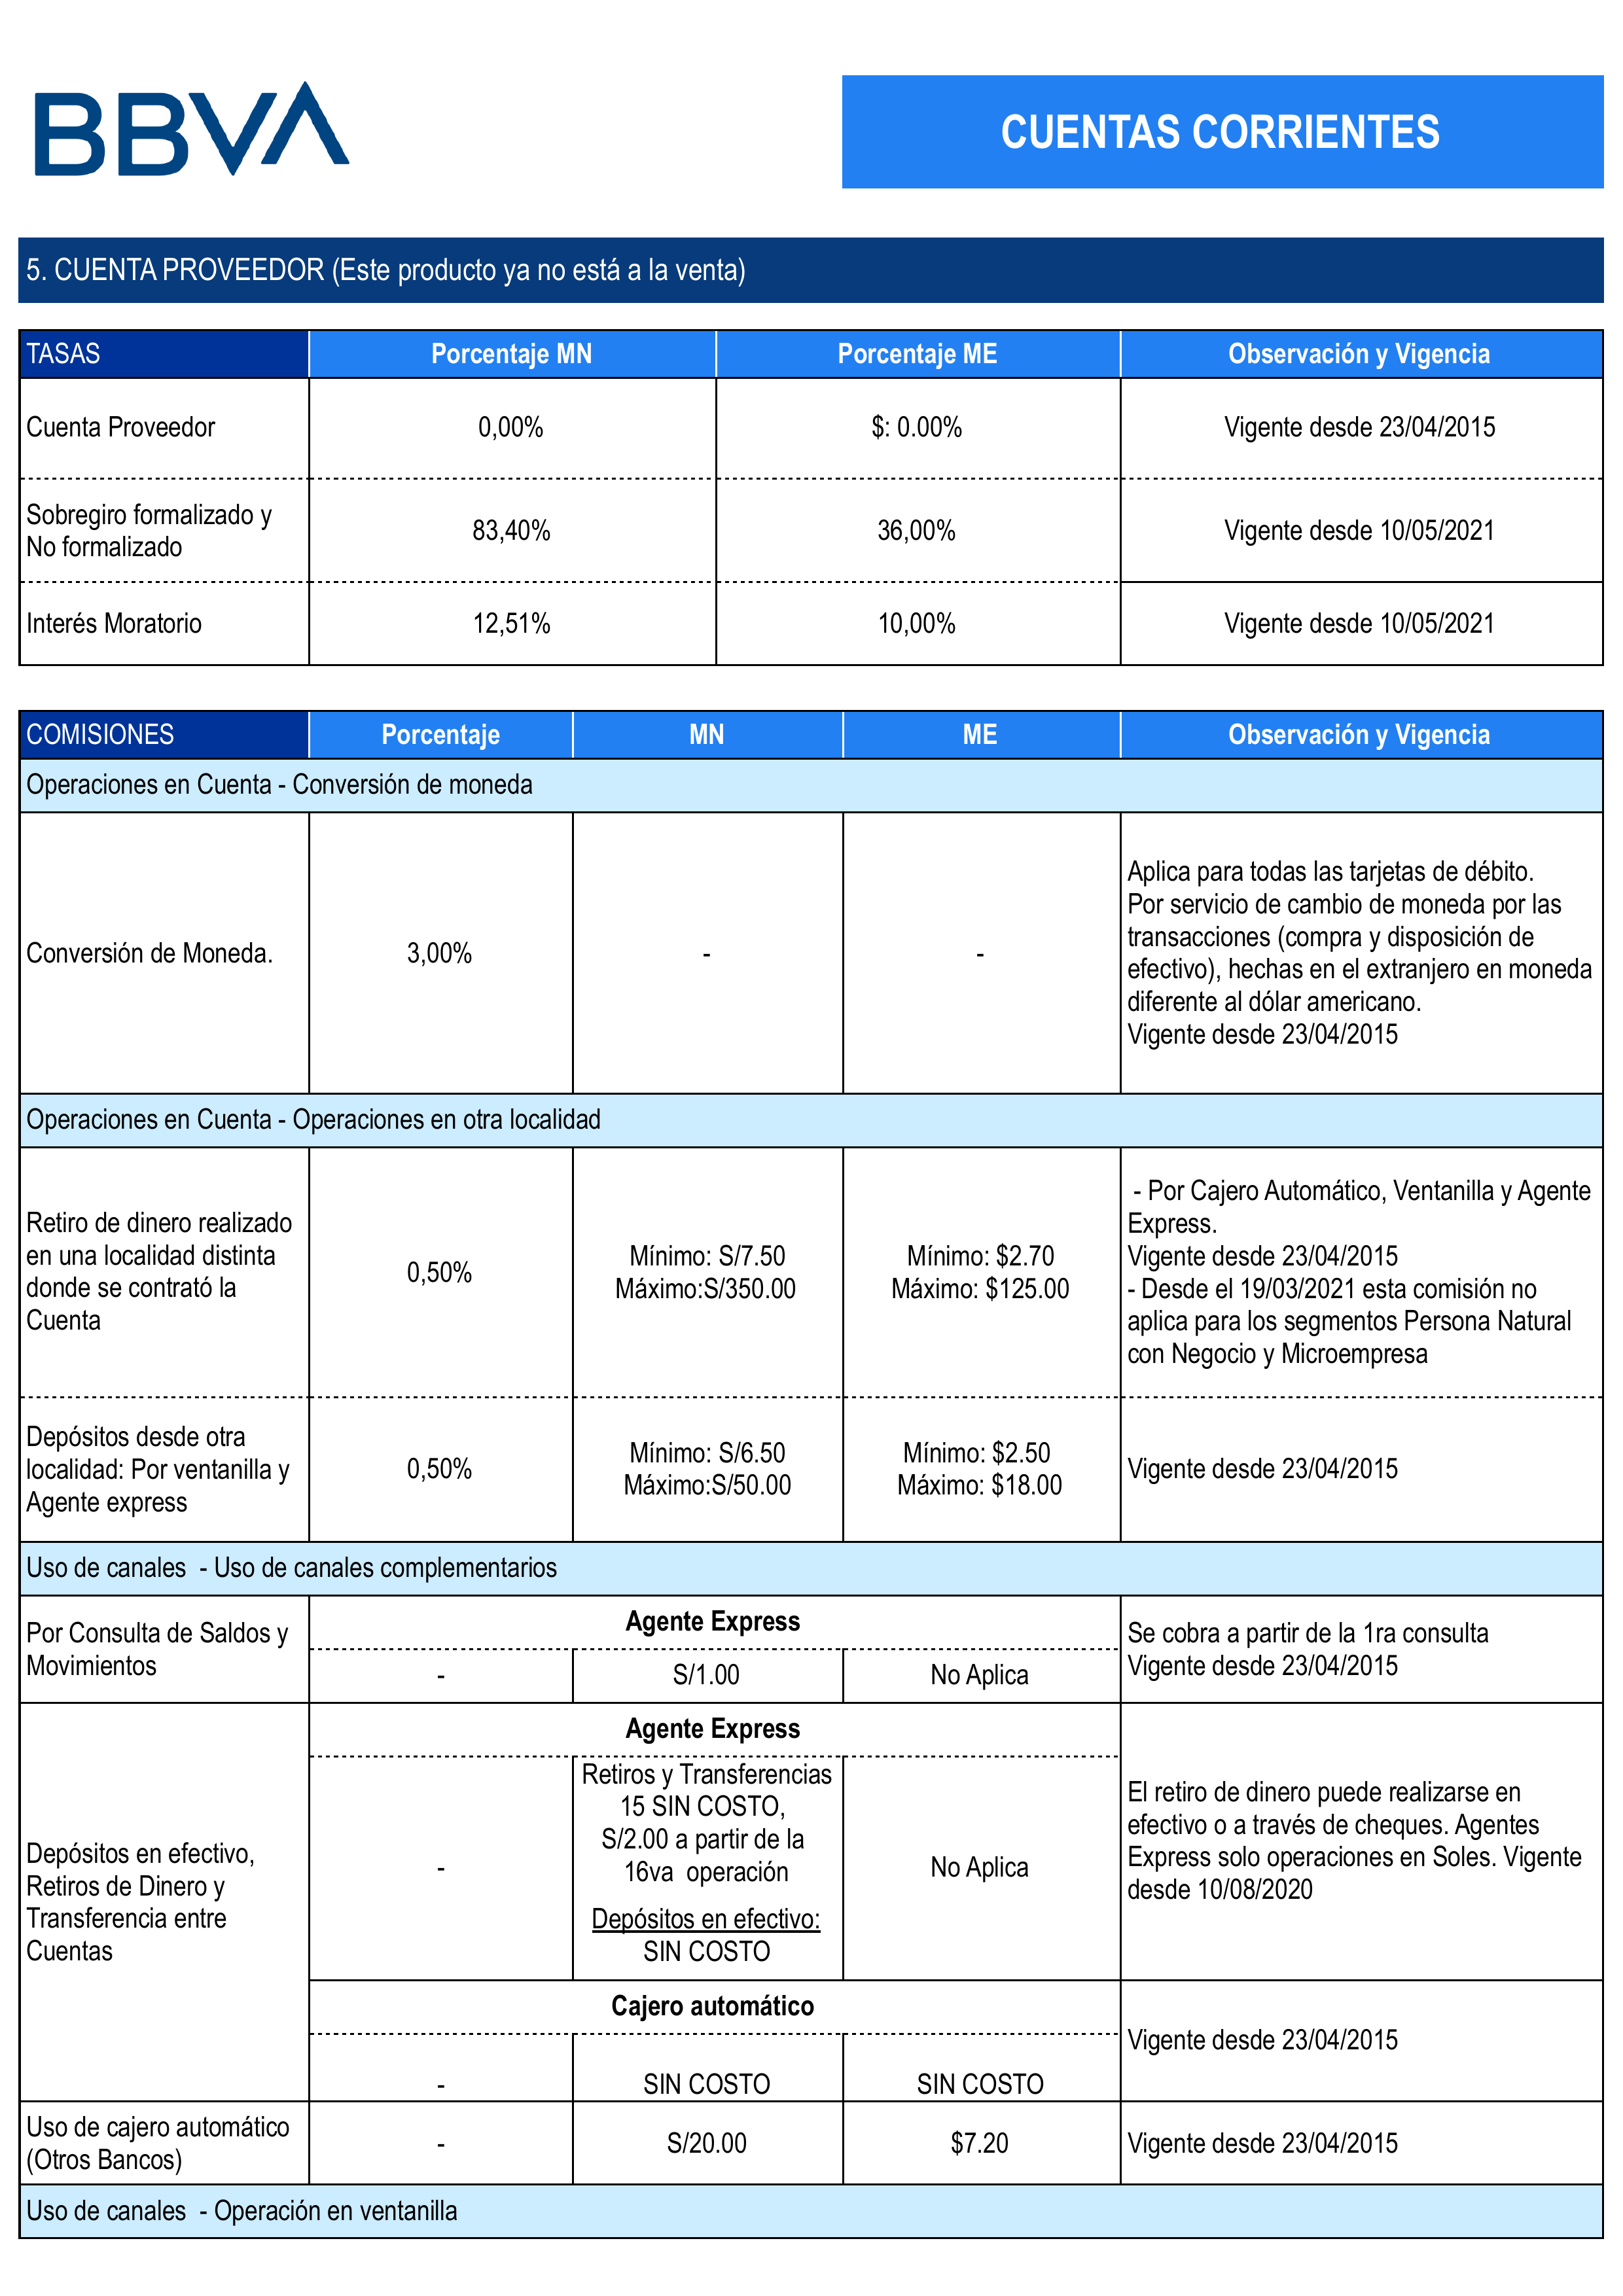 BBVA
CUENTAS CORRIENTES
5. CUENTA PROVEEDOR (Este producto ya no está a la venta)
TASAS Porcentaje MN Porcentaje ME Observación y Vigencia
Cuenta Proveedor 0,00% $: 0.00% Vigente desde 23/04/2015
Sobregiro formalizado y
No formalizado
83,40% 36,00% Vigente desde 10/05/2021
Interés Moratorio 12,51% 10,00% Vigente desde 10/05/2021
COMISIONES Porcentaje MN ME Observación y Vigencia
Operaciones en Cuenta - Conversión de moneda
Conversión de Moneda. 3,00% - -
Aplica para todas las tarjetas de débito.
Por servicio de cambio de moneda por las
transacciones (compra y disposición de
efectivo), hechas en el extranjero en moneda
diferente al dólar americano.
Vigente desde 23/04/2015
Operaciones en Cuenta - Operaciones en otra localidad
Retiro de dinero realizado
en una localidad distinta
donde se contrató la
Cuenta
0,50%
Mínimo: S/7.50
Máximo:S/350.00
Mínimo: $2.70
Máximo: $125.00
- Por Cajero Automático, Ventanilla y Agente
Express.
Vigente desde 23/04/2015
- Desde el 19/03/2021 esta comisión no
aplica para los segmentos Persona Natural
con Negocio y Microempresa
Depósitos desde otra
localidad: Por ventanilla y
Agente express
0,50%
Mínimo: S/6.50
Máximo:S/50.00
Mínimo: $2.50
Máximo: $18.00
Vigente desde 23/04/2015
Uso de canales  - Uso de canales complementarios
Por Consulta de Saldos y
Movimientos
Agente Express
- S/1.00 No Aplica
Se cobra a partir de la 1ra consulta
Vigente desde 23/04/2015
Depósitos en efectivo,
Retiros de Dinero y
Transferencia entre
Cuentas
Agente Express
-
Retiros y Transferencias
15 SIN COSTO,
S/2.00 a partir de la
16va  operación
Depósitos en efectivo:
SIN COSTO
No Aplica
El retiro de dinero puede realizarse en
efectivo o a través de cheques. Agentes
Express solo operaciones en Soles. Vigente
desde 10/08/2020
Cajero automático
- SIN COSTO SIN COSTO
Vigente desde 23/04/2015
Uso de cajero automático
(Otros Bancos)
- S/20.00 $7.20 Vigente desde 23/04/2015
Uso de canales  - Operación en ventanilla